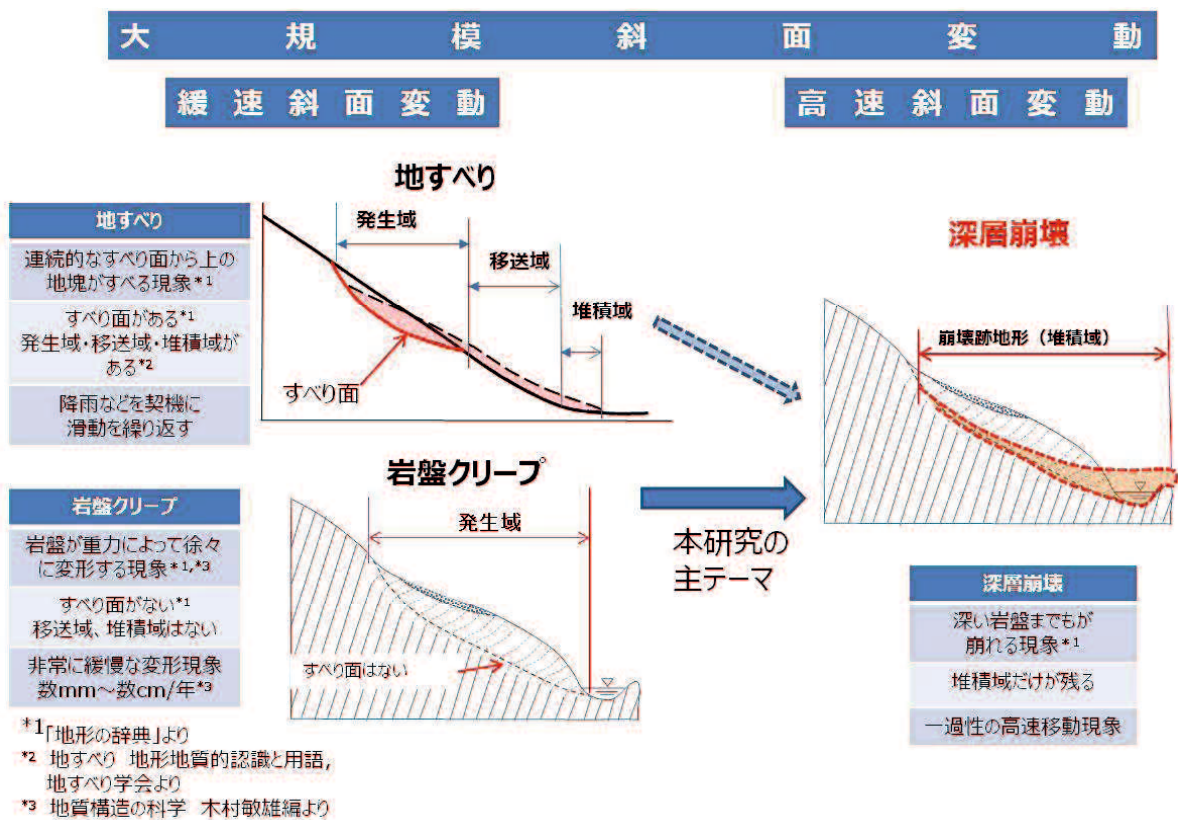 大規模斜面変動
緩速斜面変動
高速斜面変動
地すべり
地すべり
連続的なすべり面から上の
地塊がすべる現象*1
すべり面がある*1
発生域・移送域・堆積域が
ある*2
降雨などを契機に
滑動を繰り返す
発生域
移送域
堆積域
すべり面
深層崩壊
崩壊跡地形（堆積域）
岩盤クリープ
岩盤クリープ
岩盤が重力によって徐々
に変形する現象*1,*3
すべり面がない*1
移送域、堆積域はない
非常に緩慢な変形現象
数mm～数cm/年*3
発生域
すべり面はない
本研究の
主テーマ
深層崩壊
深い岩盤までもが
崩れる現象*1
堆積域だけが残る
一過性の高速移動現象
*1「地形の辞典」より
*2 地すべり 地形地質的認識と用語，
地すべり学会より
*3 地質構造の科学 木村敏雄編より